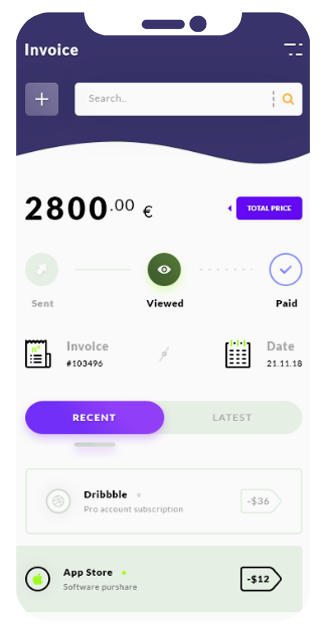 Invoice
Search..
2800.00 €
TOTAL PRICE
Sent
Viewed
Paid
Invoice
#103496
Date
21.11.18
RECENT
LATEST
Dribbble
Pro account subscription
-$36
App Store
Software purshare
-$12